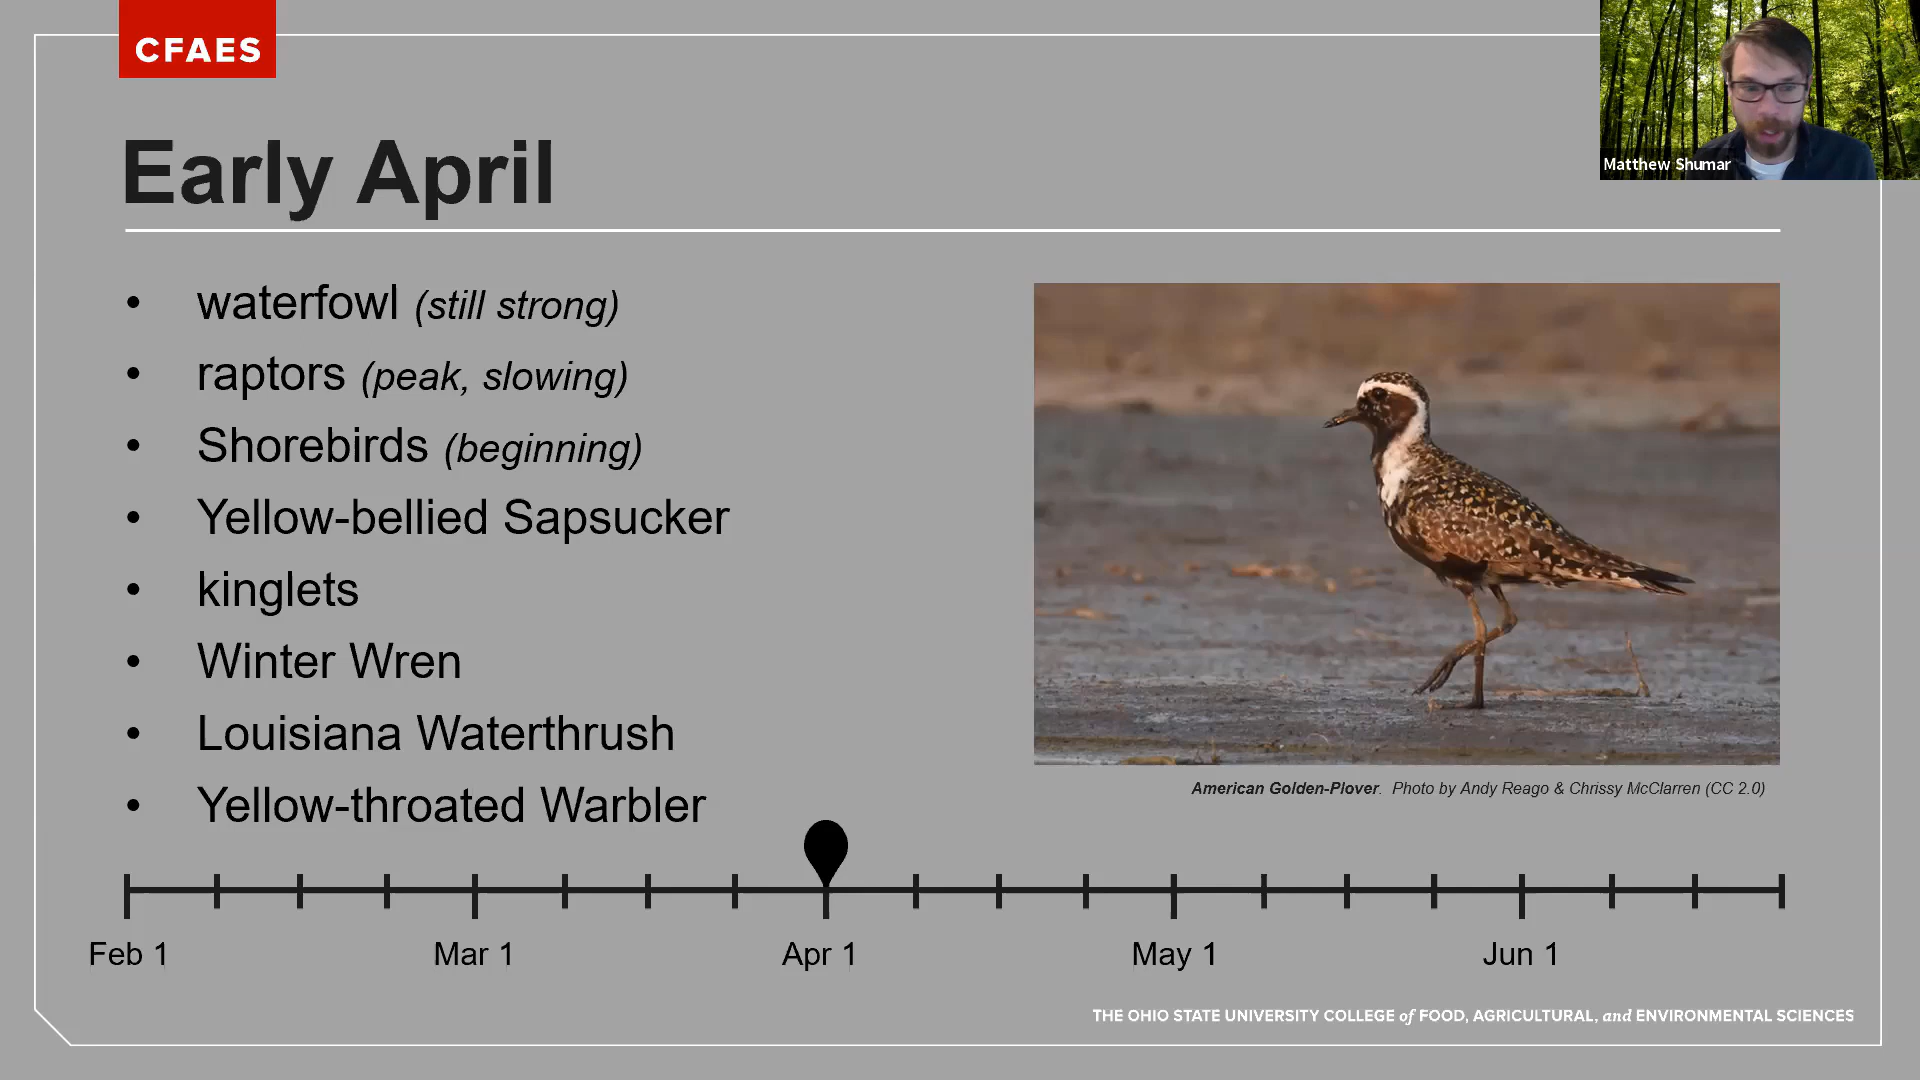 CFAES
Matthew Shumar
Early April
• waterfowl (still strong)
• raptors (peak, slowing)
• Shorebirds (beginning)
• Yellow-bellied Sapsucker
• kinglets
• Winter Wren
• Louisiana Waterthrush
• Yellow-throated Warbler
American Golden-Plover. Photo by Andy Reago & Chrissy McClarren (CC 2.0)
Feb 1 Mar 1 Apr 1 May 1 Jun 1
THE OHIO STATE UNIVERSITY COLLEGE of FOOD, AGRICULTURAL, and ENVIRONMENTAL SCIENCES